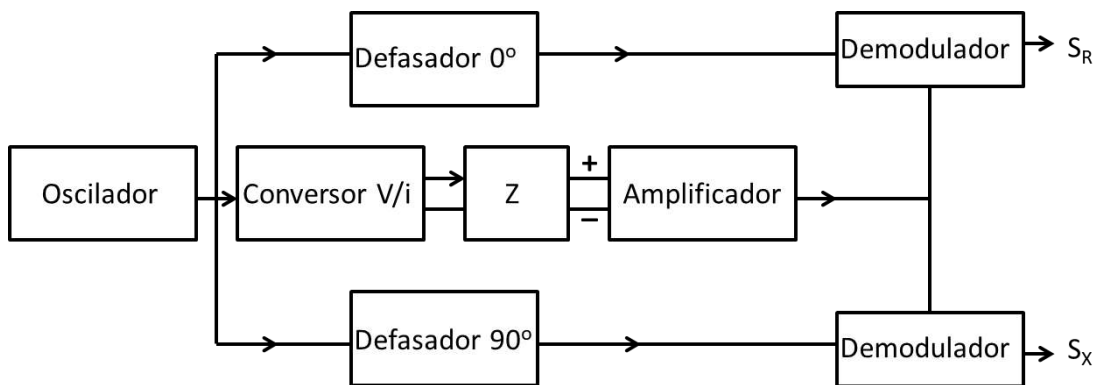 Defasador 0º
Demodulador
S_R
Oscilador
Conversor V/i
Z
+
−
Amplificador
Defasador 90º
Demodulador
S_X